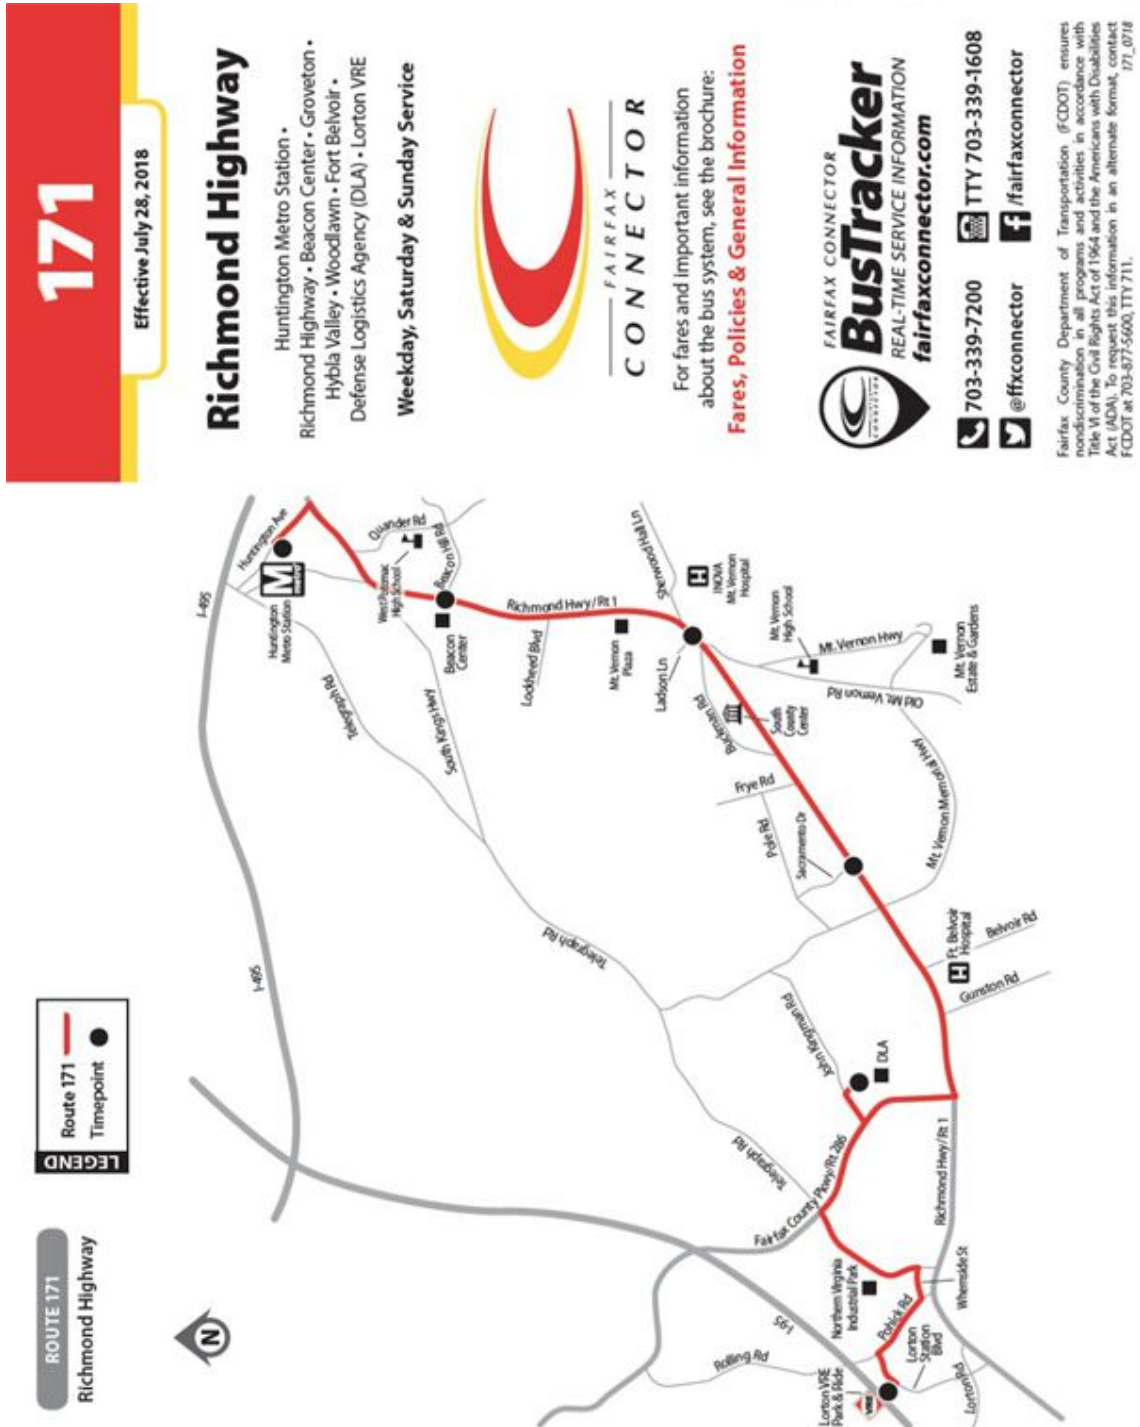 171
Effective July 28, 2018
Richmond Highway
Huntington Metro Station •
Richmond Highway • Beacon Center • Groveton •
Hybla Valley • Woodlawn • Fort Belvoir •
Defense Logistics Agency (DLA) • Lorton VRE
Weekday, Saturday & Sunday Service
FAIRFAX
CONNECTOR
For fares and important information
about the bus system, see the brochure:
Fares, Policies & General Information
FAIRFAX CONNECTOR
BusTracker
REAL-TIME SERVICE INFORMATION
fairfaxconnector.com
CONNECTOR
703-339-7200
TTY 703-339-1608
@ffxconnector
/fairfaxconnector
Fairfax County Department of Transportation (FCDOT) ensures
nondiscrimination in all programs and activities in accordance with
Title VI of the Civil Rights Act of 1964 and the Americans with Disabilities
Act (ADA). To request this information in an alternate format, contact
FCDOT at 703-877-5600, TTY 711.
171_0718
ROUTE 171
Richmond Highway
LEGEND
Route 171
Timepoint
N
I-495
I-495
Huntington Ave
M
metro
Huntington
Metro Station
Quander Rd
West Potomac
High School
Beacon Hill Rd
Beacon
Center
Telegraph Rd
South Kings Hwy
Richmond Hwy/Rt 1
Lockheed Blvd
Mt. Vernon
Plaza
Sherwood Hall Ln
Ladson Ln
H
INOVA
Mt. Vernon
Hospital
Mt. Vernon
High School
Mt. Vernon Hwy
Old Mt. Vernon Rd
Mt. Vernon
Estate & Gardens
Buckman Rd
South
County
Center
Frye Rd
Pole Rd
Sacramento Dr
Mt. Vernon Memorial Hwy
Telegraph Rd
H
Ft. Belvoir
Hospital
Belvoir Rd
Gunston Rd
John Kingman Rd
DLA
Telegraph Rd
Fairfax County Pkwy/Rt 286
Richmond Hwy/Rt 1
I-95
Northern Virginia
Industrial Park
Pohick Rd
Whernside St
Rolling Rd
Lorton
Station
Blvd
Lorton Rd
Lorton VRE
Park & Ride
VRE